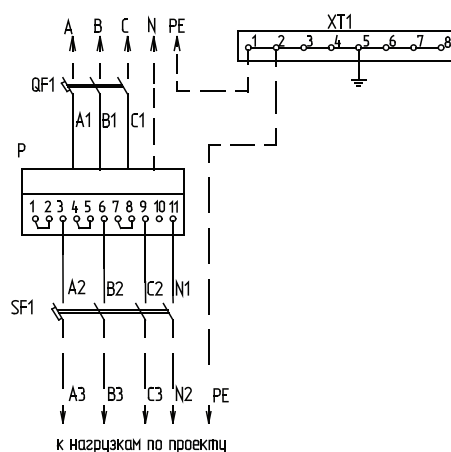 XT1
A B C N PE
1 2 3 4 5 6 7 8
QF1
A1 B1 C1
P
1 2 3 4 5 6 7 8 9 10 11
A2 B2 C2 N1
SF1
A3 B3 C3 N2 PE
к нагрузкам по проекту